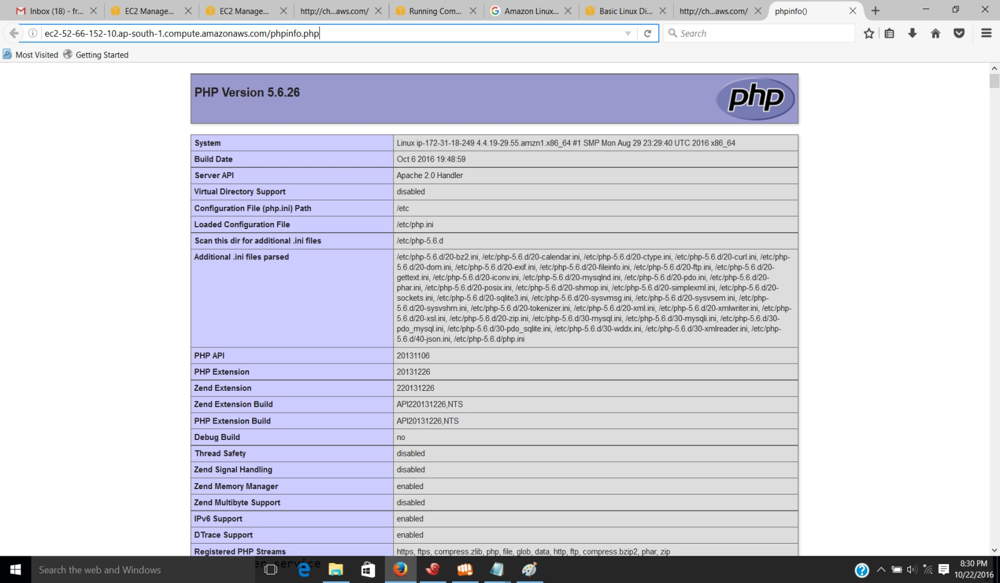 Inbox (18) - fr...
EC2 Manage...
EC2 Manage...
http://ch...aws.com/
Running Com...
Amazon Linux...
Basic Linux Di...
http://ch...aws.com/
phpinfo()
ec2-52-66-152-10.ap-south-1.compute.amazonaws.com/phpinfo.php
Search
Most Visited
Getting Started
PHP Version 5.6.26
php
System Linux ip-172-31-18-249 4.4.19-29.55.amzn1.x86_64 #1 SMP Mon Aug 29 23:29:40 UTC 2016 x86_64
Build Date Oct 6 2016 19:48:59
Server API Apache 2.0 Handler
Virtual Directory Support disabled
Configuration File (php.ini) Path /etc
Loaded Configuration File /etc/php.ini
Scan this dir for additional .ini files /etc/php-5.6.d
Additional .ini files parsed /etc/php-5.6.d/20-bz2.ini, /etc/php-5.6.d/20-calendar.ini, /etc/php-5.6.d/20-ctype.ini, /etc/php-5.6.d/20-curl.ini, /etc/php-
5.6.d/20-dom.ini, /etc/php-5.6.d/20-exif.ini, /etc/php-5.6.d/20-fileinfo.ini, /etc/php-5.6.d/20-ftp.ini, /etc/php-5.6.d/20-
gettext.ini, /etc/php-5.6.d/20-iconv.ini, /etc/php-5.6.d/20-mysqlnd.ini, /etc/php-5.6.d/20-pdo.ini, /etc/php-5.6.d/20-
phar.ini, /etc/php-5.6.d/20-posix.ini, /etc/php-5.6.d/20-shmop.ini, /etc/php-5.6.d/20-simplexml.ini, /etc/php-5.6.d/20-
sockets.ini, /etc/php-5.6.d/20-sqlite3.ini, /etc/php-5.6.d/20-sysvmsg.ini, /etc/php-5.6.d/20-sysvsem.ini, /etc/php-
5.6.d/20-sysvshm.ini, /etc/php-5.6.d/20-tokenizer.ini, /etc/php-5.6.d/20-xml.ini, /etc/php-5.6.d/20-xmlwriter.ini, /etc/php-
5.6.d/20-xsl.ini, /etc/php-5.6.d/20-zip.ini, /etc/php-5.6.d/30-mysql.ini, /etc/php-5.6.d/30-mysqli.ini, /etc/php-5.6.d/30-
pdo_mysql.ini, /etc/php-5.6.d/30-pdo_sqlite.ini, /etc/php-5.6.d/30-wddx.ini, /etc/php-5.6.d/30-xmlreader.ini, /etc/php-
5.6.d/40-json.ini, /etc/php-5.6.d/php.ini
PHP API 20131106
PHP Extension 20131226
Zend Extension 220131226
Zend Extension Build API220131226,NTS
PHP Extension Build API20131226,NTS
Debug Build no
Thread Safety disabled
Zend Signal Handling disabled
Zend Memory Manager enabled
Zend Multibyte Support disabled
IPv6 Support enabled
DTrace Support enabled
Registered PHP Streams https, ftps, compress.zlib, php, file, glob, data, http, ftp, compress.bzip2, phar, zip
Search the web and Windows
8:30 PM
10/22/2016